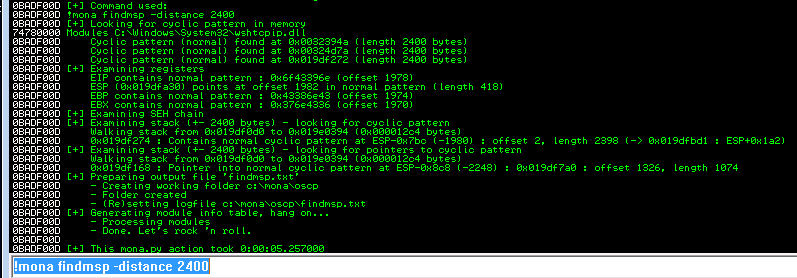 0BADF00D [+] Command used:
0BADF00D !mona findmsp -distance 2400
0BADF00D [+] Looking for cyclic pattern in memory
74780000 Modules C:\Windows\System32\wshtcpip.dll
0BADF00D Cyclic pattern (normal) found at 0x0032394a (length 2400 bytes)
0BADF00D Cyclic pattern (normal) found at 0x00324d7a (length 2400 bytes)
0BADF00D Cyclic pattern (normal) found at 0x019df272 (length 2400 bytes)
0BADF00D [+] Examining registers
0BADF00D EIP contains normal pattern : 0x6f43396e (offset 1978)
0BADF00D ESP (0x019dfa30) points at offset 1982 in normal pattern (length 418)
0BADF00D EBP contains normal pattern : 0x43386e43 (offset 1974)
0BADF00D EBX contains normal pattern : 0x376e4336 (offset 1970)
0BADF00D [+] Examining SEH chain
0BADF00D [+] Examining stack (+- 2400 bytes) - looking for cyclic pattern
0BADF00D Walking stack from 0x019df0d0 to 0x019e0394 (0x000012c4 bytes)
0BADF00D 0x019df274 : Contains normal cyclic pattern at ESP-0x7bc (-1980) : offset 2, length 2398 (-> 0x019dfbd1 : ESP+0x1a2)
0BADF00D [+] Examining stack (+- 2400 bytes) - looking for pointers to cyclic pattern
0BADF00D Walking stack from 0x019df0d0 to 0x019e0394 (0x000012c4 bytes)
0BADF00D 0x019df168 : Pointer into normal cyclic pattern at ESP-0x8c8 (-2248) : 0x019df7a0 : offset 1326, length 1074
0BADF00D [+] Preparing output file 'findmsp.txt'
0BADF00D - Creating working folder c:\mona\oscp
0BADF00D - Folder created
0BADF00D - (Re)setting logfile c:\mona\oscp\findmsp.txt
0BADF00D [+] Generating module info table, hang on...
0BADF00D - Processing modules
0BADF00D - Done. Let's rock 'n roll.
0BADF00D
0BADF00D [+] This mona.py action took 0:00:05.257000
!mona findmsp -distance 2400